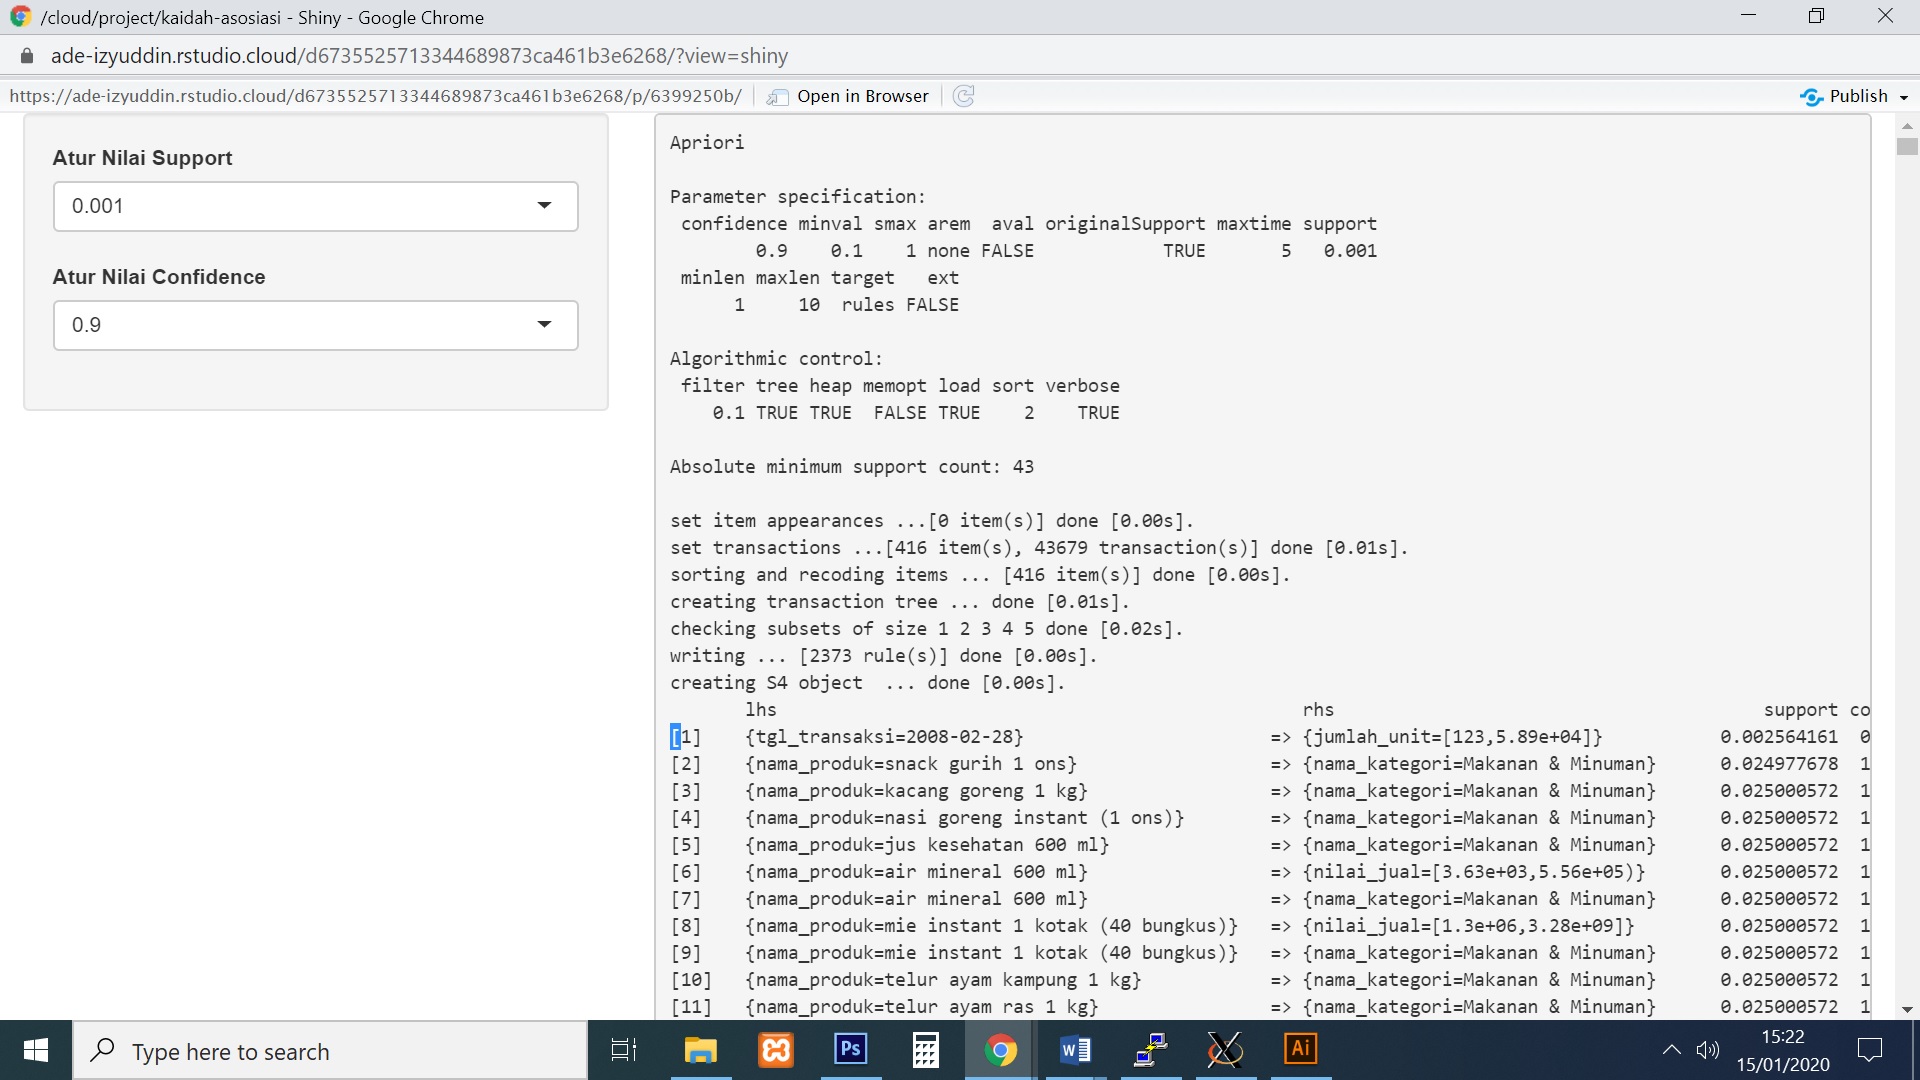 /cloud/project/kaidah-asosiasi - Shiny - Google Chrome
ade-izyuddin.rstudio.cloud/d6735525713344689873ca461b3e6268/?view=shiny
https://ade-izyuddin.rstudio.cloud/d6735525713344689873ca461b3e6268/p/6399250b/ Open in Browser Publish
Atur Nilai Support
0.001
Atur Nilai Confidence
0.9
Apriori
Parameter specification:
confidence minval smax arem aval originalSupport maxtime support
0.9 0.1 1 none FALSE TRUE 5 0.001
minlen maxlen target ext
1 10 rules FALSE
Algorithmic control:
filter tree heap memopt load sort verbose
0.1 TRUE TRUE FALSE TRUE 2 TRUE
Absolute minimum support count: 43
set item appearances ...[0 item(s)] done [0.00s].
set transactions ...[416 item(s), 43679 transaction(s)] done [0.01s].
sorting and recoding items ... [416 item(s)] done [0.00s].
creating transaction tree ... done [0.01s].
checking subsets of size 1 2 3 4 5 done [0.02s].
writing ... [2373 rule(s)] done [0.00s].
creating S4 object ... done [0.00s].
lhs rhs support co
[1] {tgl_transaksi=2008-02-28} => {jumlah_unit=[123,5.89e+04]} 0.002564161 0
[2] {nama_produk=snack gurih 1 ons} => {nama_kategori=Makanan & Minuman} 0.024977678 1
[3] {nama_produk=kacang goreng 1 kg} => {nama_kategori=Makanan & Minuman} 0.025000572 1
[4] {nama_produk=nasi goreng instant (1 ons)} => {nama_kategori=Makanan & Minuman} 0.025000572 1
[5] {nama_produk=jus kesehatan 600 ml} => {nama_kategori=Makanan & Minuman} 0.025000572 1
[6] {nama_produk=air mineral 600 ml} => {nilai_jual=[3.63e+03,5.56e+05)} 0.025000572 1
[7] {nama_produk=air mineral 600 ml} => {nama_kategori=Makanan & Minuman} 0.025000572 1
[8] {nama_produk=mie instant 1 kotak (40 bungkus)} => {nilai_jual=[1.3e+06,3.28e+09]} 0.025000572 1
[9] {nama_produk=mie instant 1 kotak (40 bungkus)} => {nama_kategori=Makanan & Minuman} 0.025000572 1
[10] {nama_produk=telur ayam kampung 1 kg} => {nama_kategori=Makanan & Minuman} 0.025000572 1
[11] {nama_produk=telur ayam ras 1 kg} => {nama_kategori=Makanan & Minuman} 0.025000572 1
Type here to search
Ps
Ai
15:22
15/01/2020